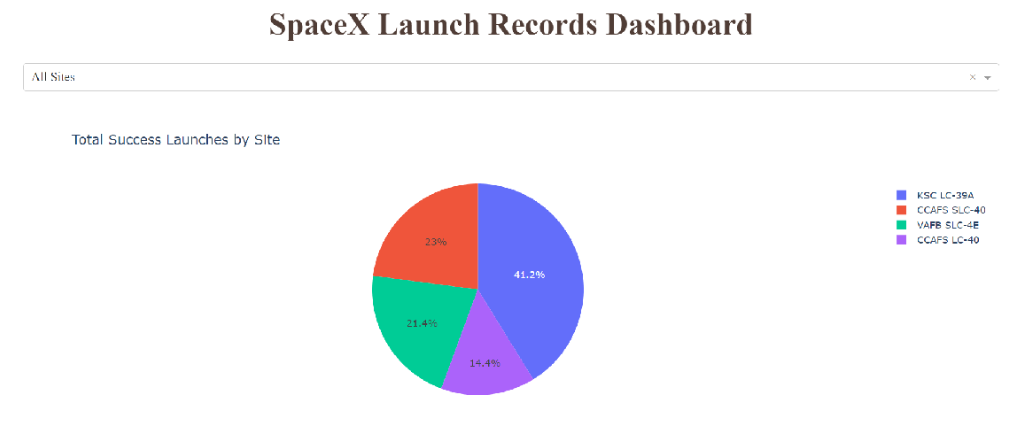 SpaceX Launch Records Dashboard
All Sites
×
Total Success Launches by Site
KSC LC-39A
CCAFS SLC-40
VAFB SLC-4E
CCAFS LC-40
23%
41.2%
21.4%
14.4%